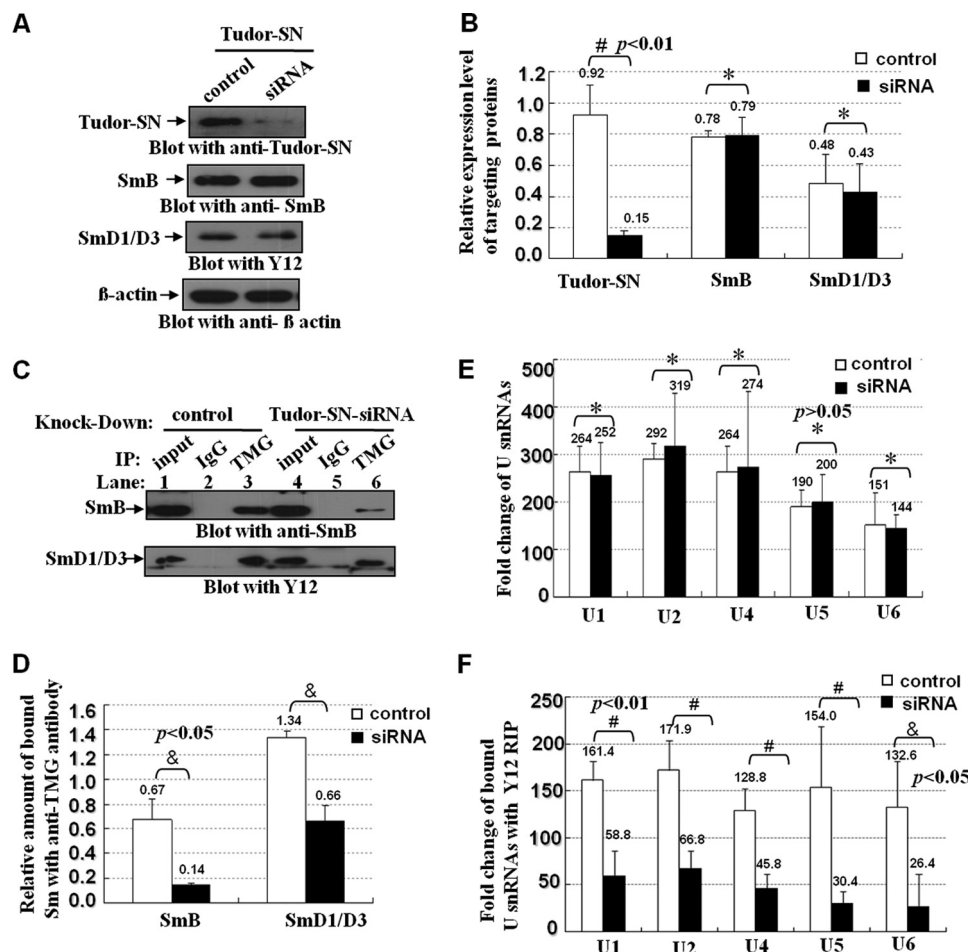 A
Tudor-SN
control siRNA
Tudor-SN
Blot with anti-Tudor-SN
SmB
Blot with anti- SmB
SmD1/D3
Blot with Y12
ß-actin
Blot with anti- ß actin
B
control
siRNA
# p<0.01
Relative expression level
of targeting proteins
1.2
1.0
0.8
0.6
0.4
0.2
0.0
0.92
0.15
*
0.78
0.79
*
0.48
0.43
Tudor-SN SmB SmD1/D3
C
Knock-Down: control Tudor-SN-siRNA
IP: input IgG TMG input IgG TMG
Lane: 1 2 3 4 5 6
SmB
Blot with anti-SmB
SmD1/D3
Blot with Y12
D
control
siRNA
Relative amount of bound
Sm with anti-TMG antibody
1.6
1.4
1.2
1.0
0.8
0.6
0.4
0.2
0.0
p<0.05
&
0.67
0.14
&
1.34
0.66
SmB SmD1/D3
E
control
siRNA
Fold change of U snRNAs
500
400
300
200
100
0
*
264
252
*
292
319
*
264
274
p>0.05
*
190
200
*
151
144
U1 U2 U4 U5 U6
F
control
siRNA
Fold change of bound
U snRNAs with Y12 RIP
250
200
150
100
50
0
p<0.01
#
161.4
58.8
#
171.9
66.8
#
128.8
45.8
#
154.0
30.4
&
132.6
p<0.05
26.4
U1 U2 U4 U5 U6